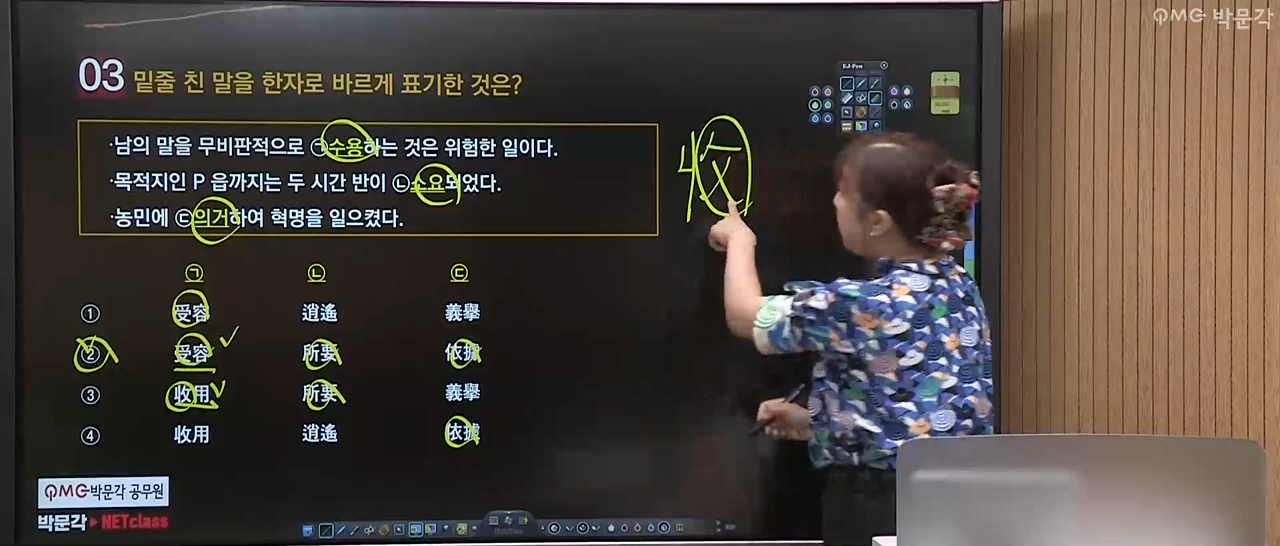 QMG 박문각
03 밑줄 친 말을 한자로 바르게 표기한 것은?
·남의 말을 무비판적으로 ㉠수용하는 것은 위험한 일이다.
·목적지인 P 읍까지는 두 시간 반이 ㉡소요되었다.
·농민에 ㉢의거하여 혁명을 일으켰다.
收
㉠ ㉡ ㉢
① 受容 逍遙 義擧
② 受容 所要 依據
③ 收用 所要 義擧
④ 收用 逍遙 依據
QMG박문각 공무원
박문각 ▶ NETclass